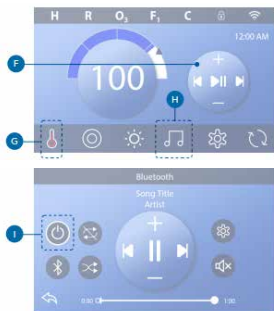 H R O₃ F₁ C
12:00 AM
F
100
H
G
Bluetooth
Song Title
Artist
I
0:00 1:00